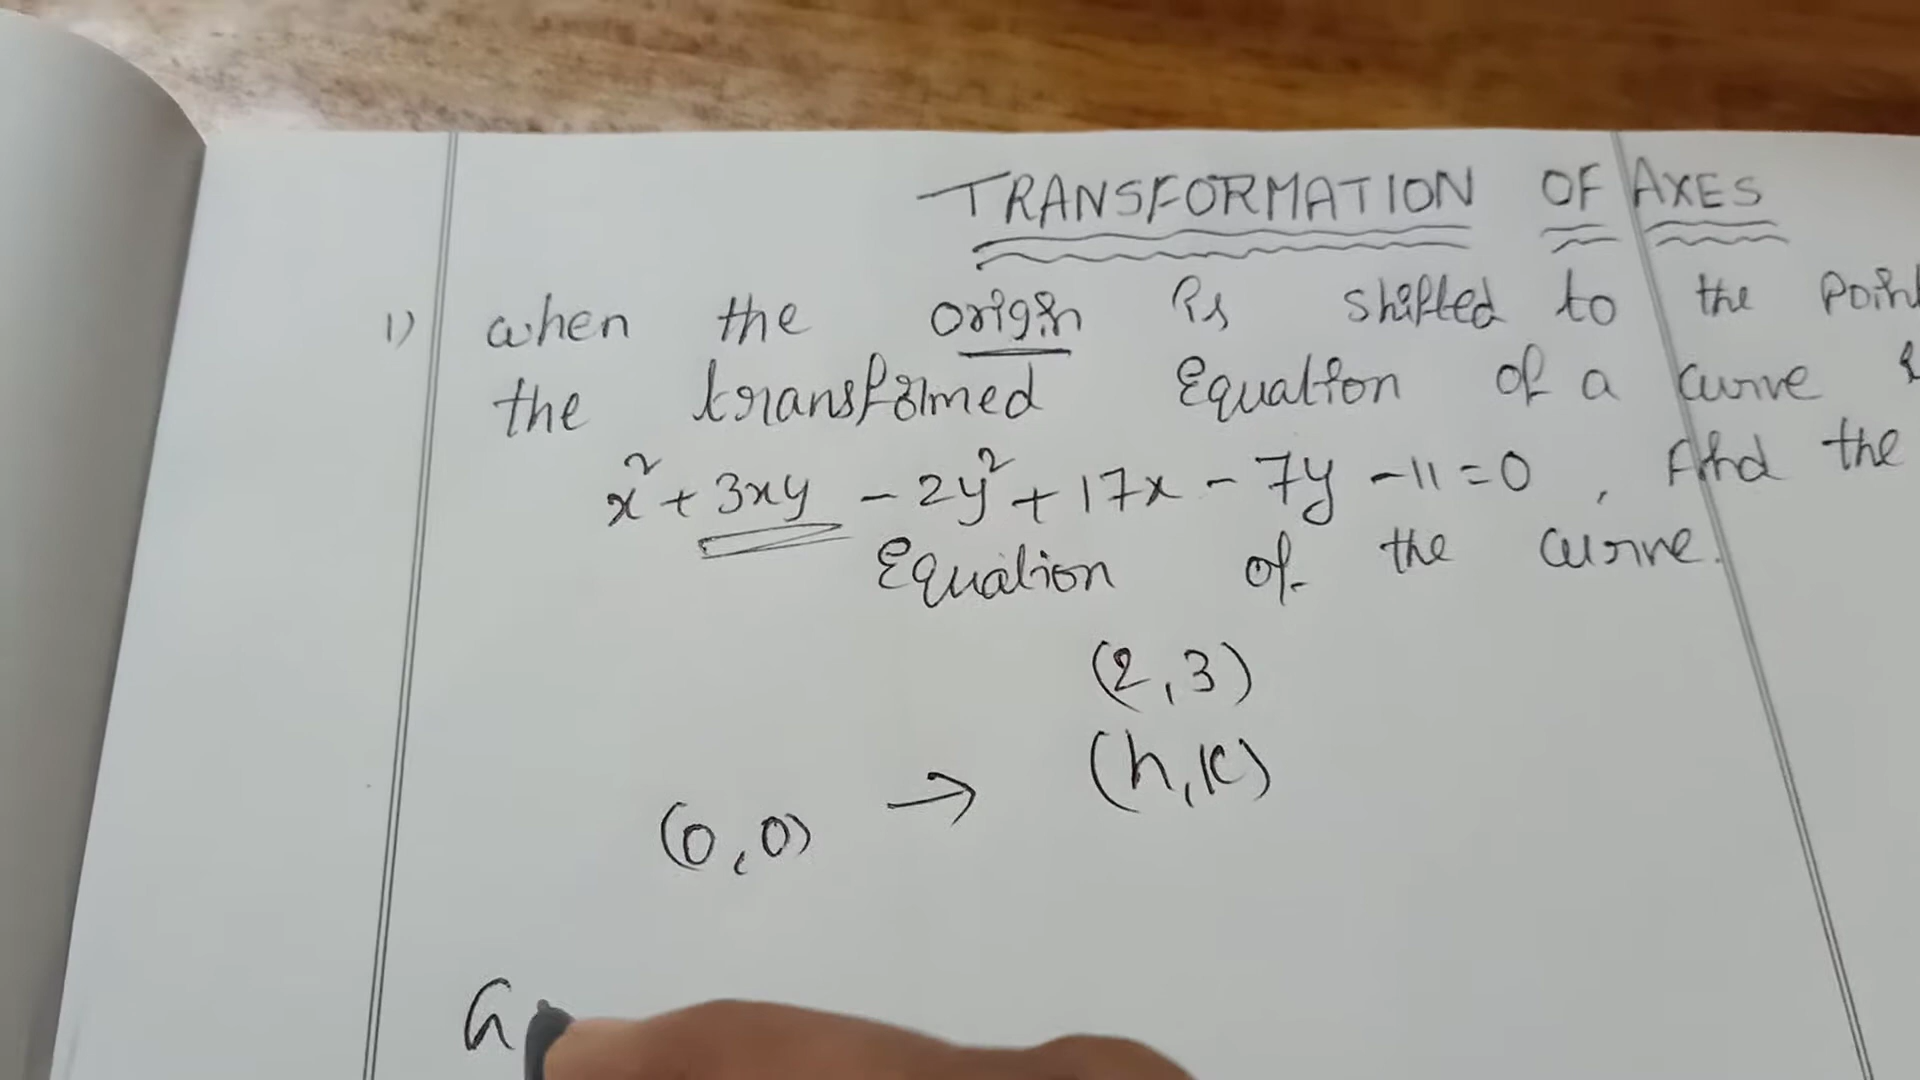 TRANSFORMATION OF AXES
1) when the origin is shifted to the point
the transformed Equation of a curve
x² + 3xy - 2y² + 17x - 7y - 11 = 0, find the
Equation of the curve.
(2,3)
(0,0) → (h,k)
G